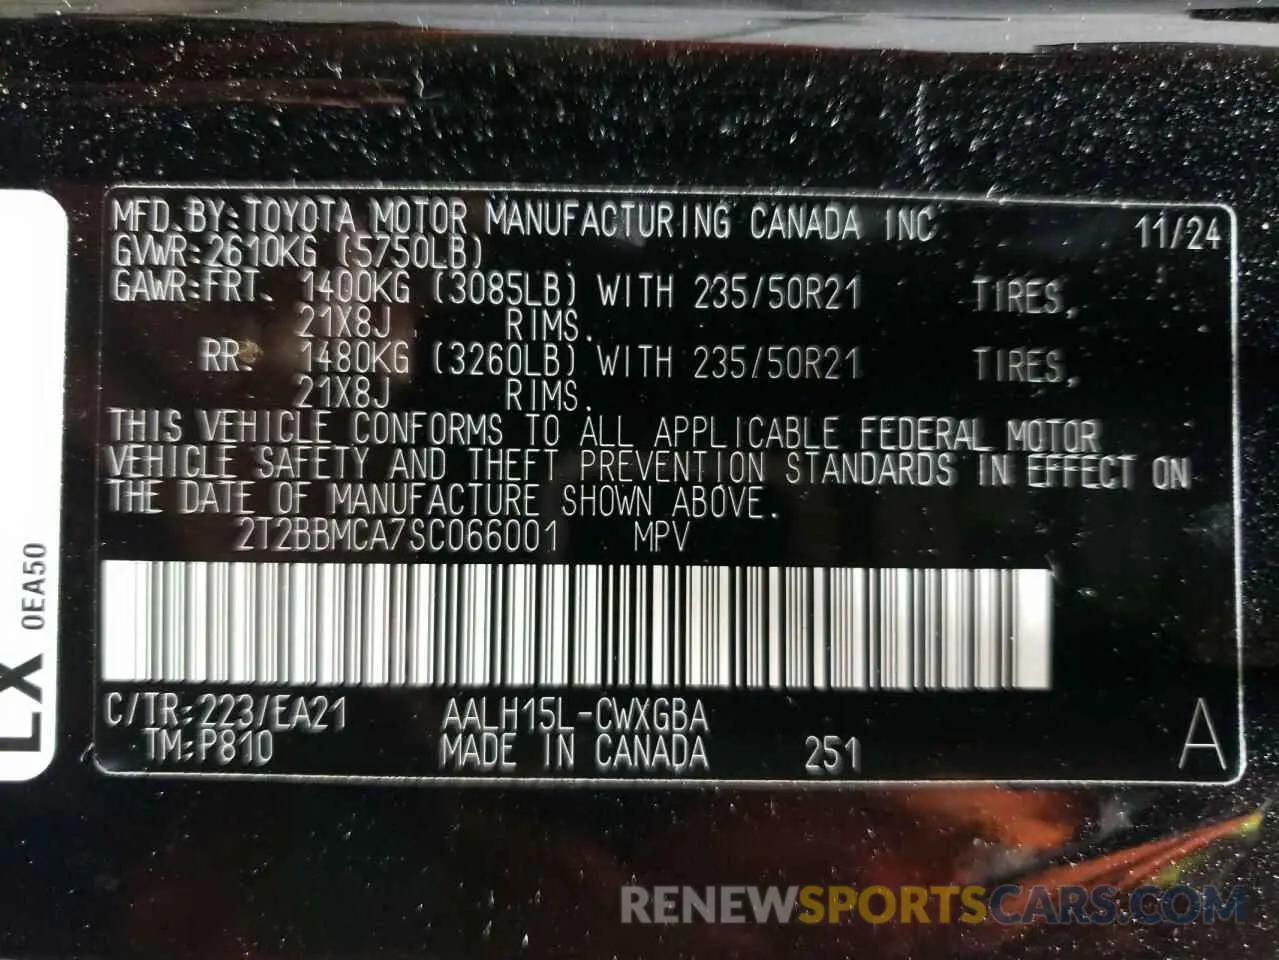 MFD.BY:TOYOTA MOTOR MANUFACTURING CANADA INC 11/24
GVWR:2610KG (5750LB)
GAWR:FRT. 1400KG (3085LB) WITH 235/50R21 TIRES,
21X8J RIMS.
RR. 1480KG (3260LB) WITH 235/50R21 TIRES,
21X8J RIMS.
THIS VEHICLE CONFORMS TO ALL APPLICABLE FEDERAL MOTOR
VEHICLE SAFETY AND THEFT PREVENTION STANDARDS IN EFFECT ON
THE DATE OF MANUFACTURE SHOWN ABOVE.
2T2BBMCA7SC066001 MPV
C/TR:223/EA21 AALH15L-CWXGBA A
TM:P810 MADE IN CANADA 251
0EA50
RENEWSPORTSCARS.COM